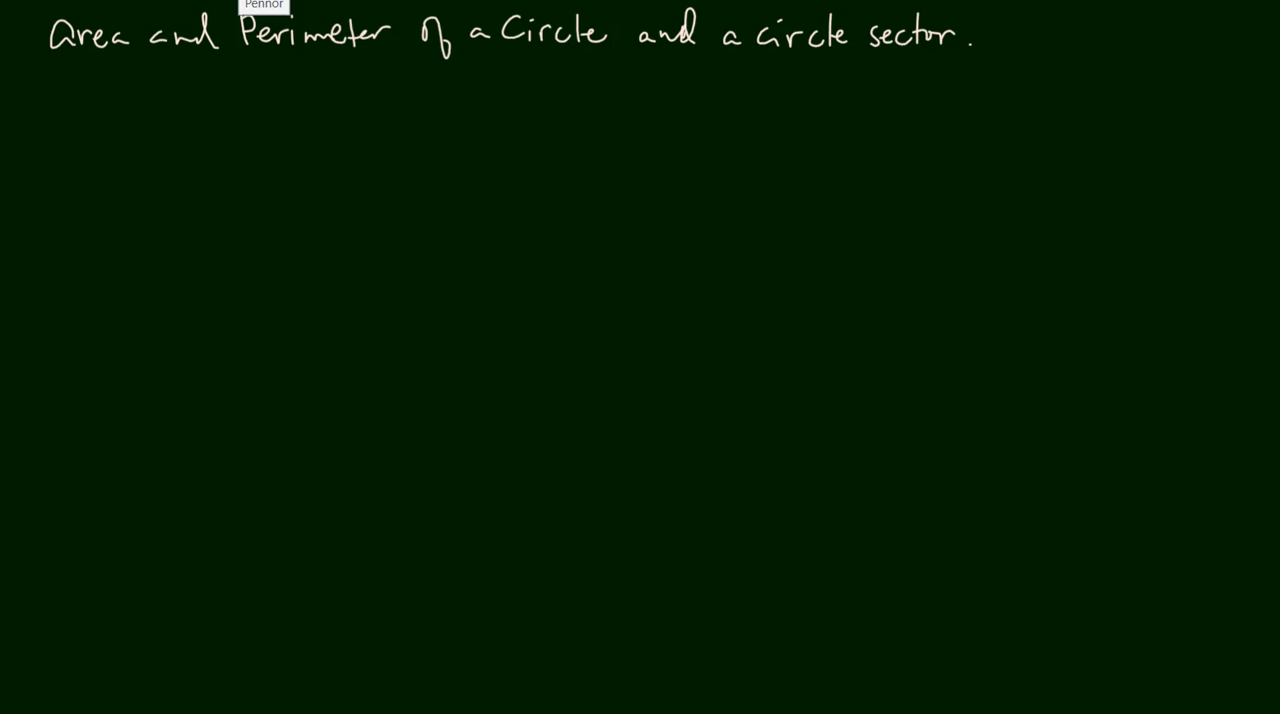 Pennor
Area and Perimeter of a Circle and a circle sector.